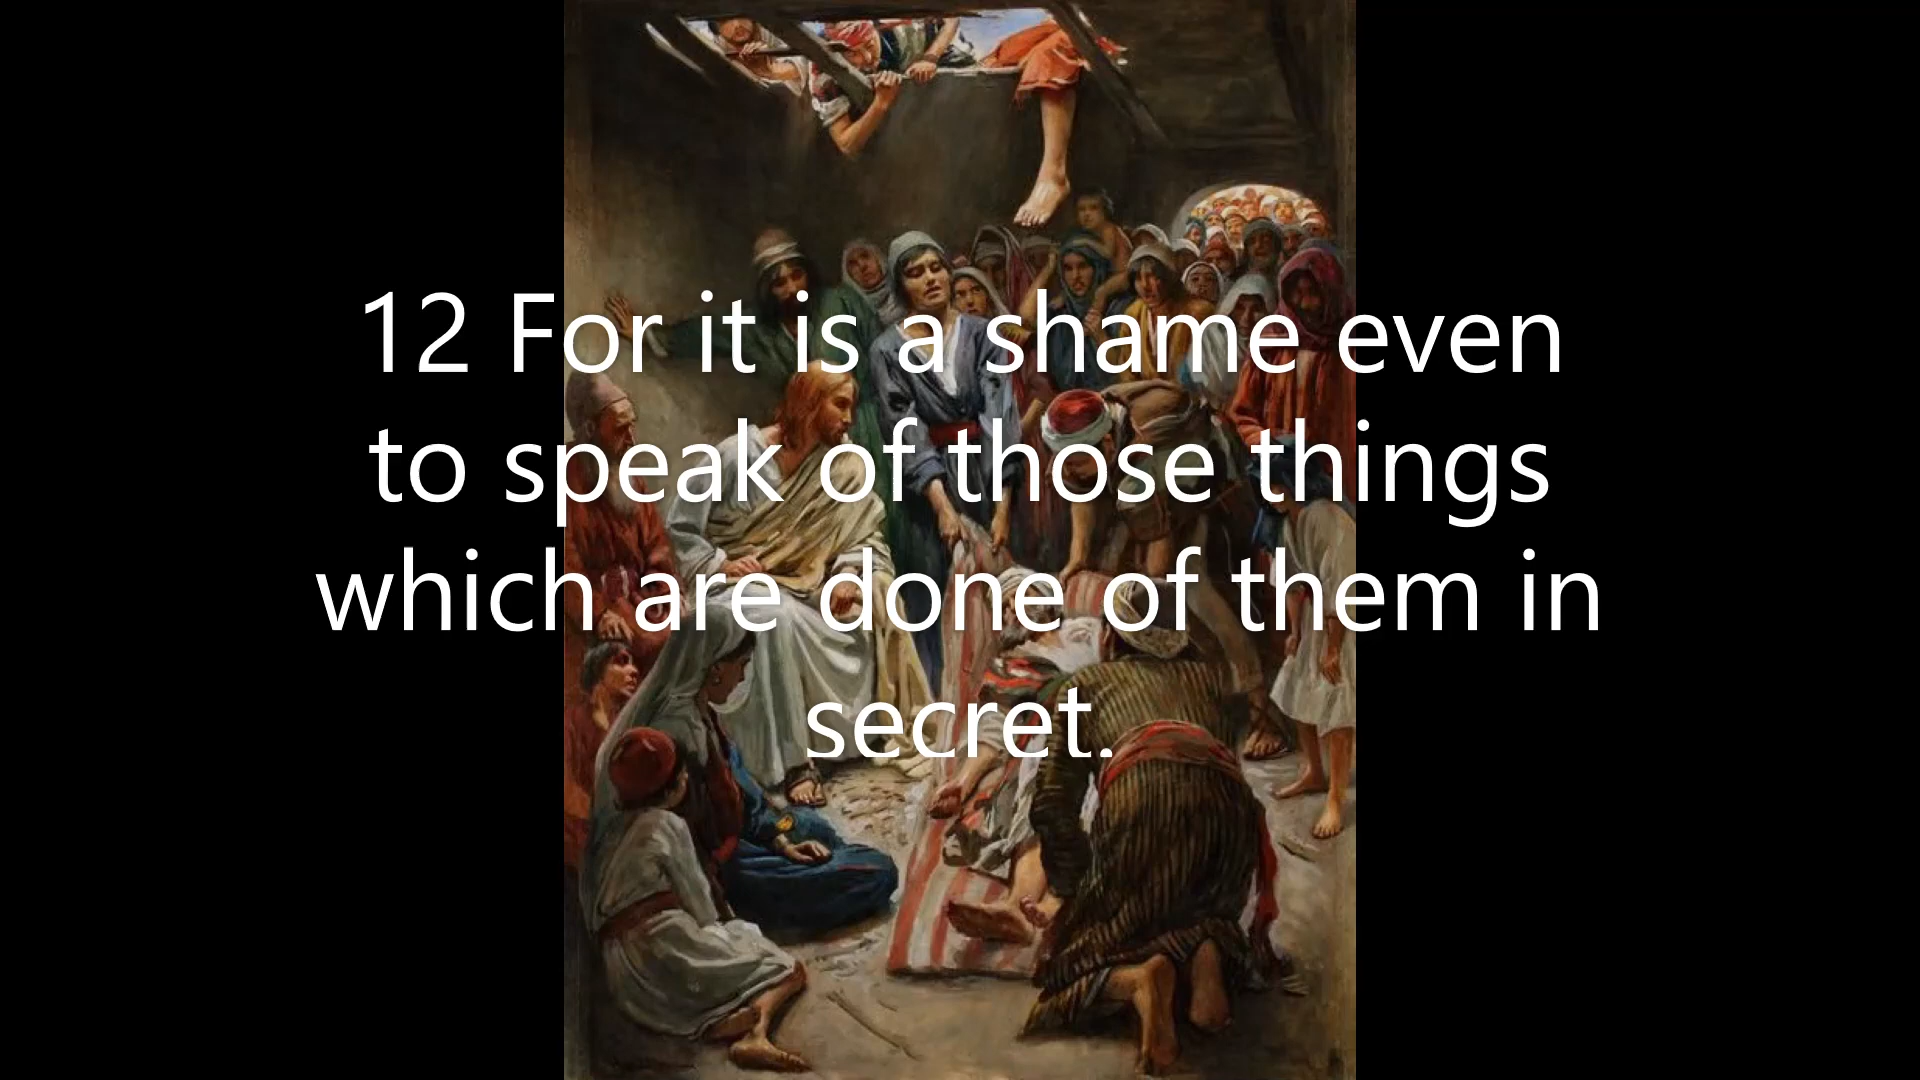 12 For it is a shame even
to speak of those things
which are done of them in
secret.